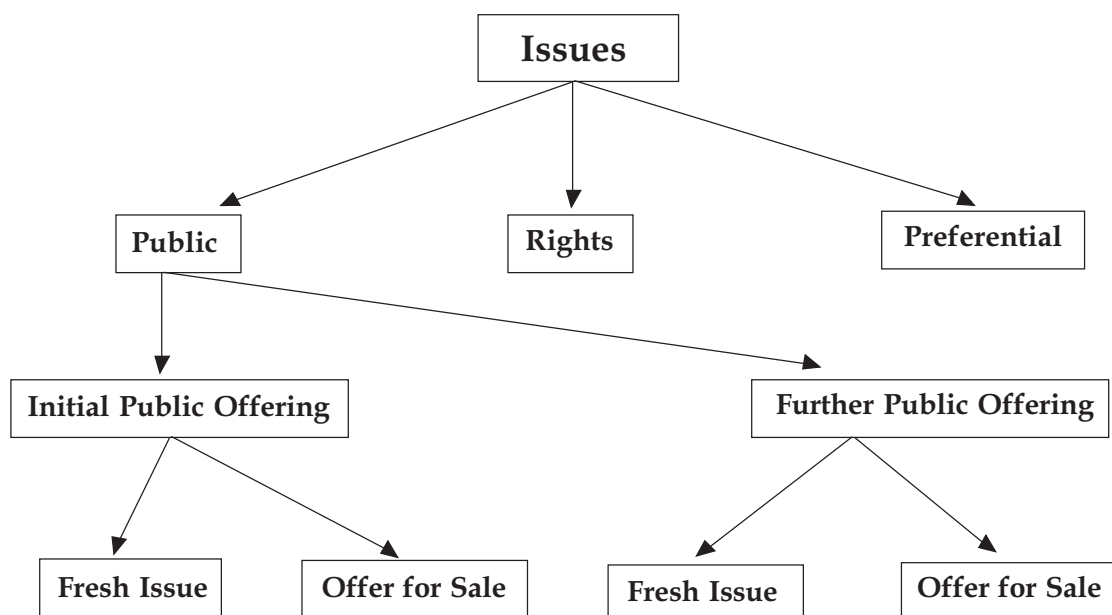 Issues
Public
Rights
Preferential
Initial Public Offering
Further Public Offering
Fresh Issue
Offer for Sale
Fresh Issue
Offer for Sale